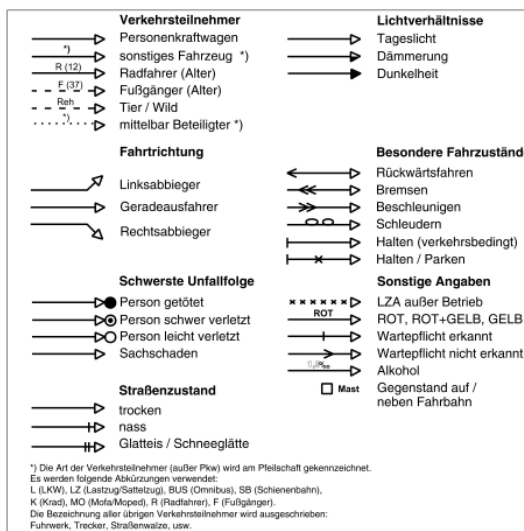 Verkehrsteilnehmer
Personenkraftwagen
*) sonstiges Fahrzeug *)
R (12) Radfahrer (Alter)
F (37) Fußgänger (Alter)
Reh Tier / Wild
*) mittelbar Beteiligter *)
Fahrtrichtung
Linksabbieger
Geradeausfahrer
Rechtsabbieger
Schwerste Unfallfolge
Person getötet
Person schwer verletzt
Person leicht verletzt
Sachschaden
Straßenzustand
trocken
nass
Glatteis / Schneeglätte
Lichtverhältnisse
Tageslicht
Dämmerung
Dunkelheit
Besondere Fahrzuständ
Rückwärtsfahren
Bremsen
Beschleunigen
Schleudern
Halten (verkehrsbedingt)
Halten / Parken
Sonstige Angaben
LZA außer Betrieb
ROT ROT, ROT+GELB, GELB
Wartepflicht erkannt
Wartepflicht nicht erkannt
Alkohol
Mast Gegenstand auf /
neben Fahrbahn
*) Die Art der Verkehrsteilnehmer (außer Pkw) wird am Pfeilschaft gekennzeichnet.
Es werden folgende Abkürzungen verwendet:
L (LKW), LZ (Lastzug/Sattelzug), BUS (Omnibus), SB (Schienenbahn),
K (Krad), MO (Mofa/Moped), R (Radfahrer), F (Fußgänger).
Die Bezeichnung aller übrigen Verkehrsteilnehmer wird ausgeschrieben:
Fuhrwerk, Trecker, Straßenwalze, usw.